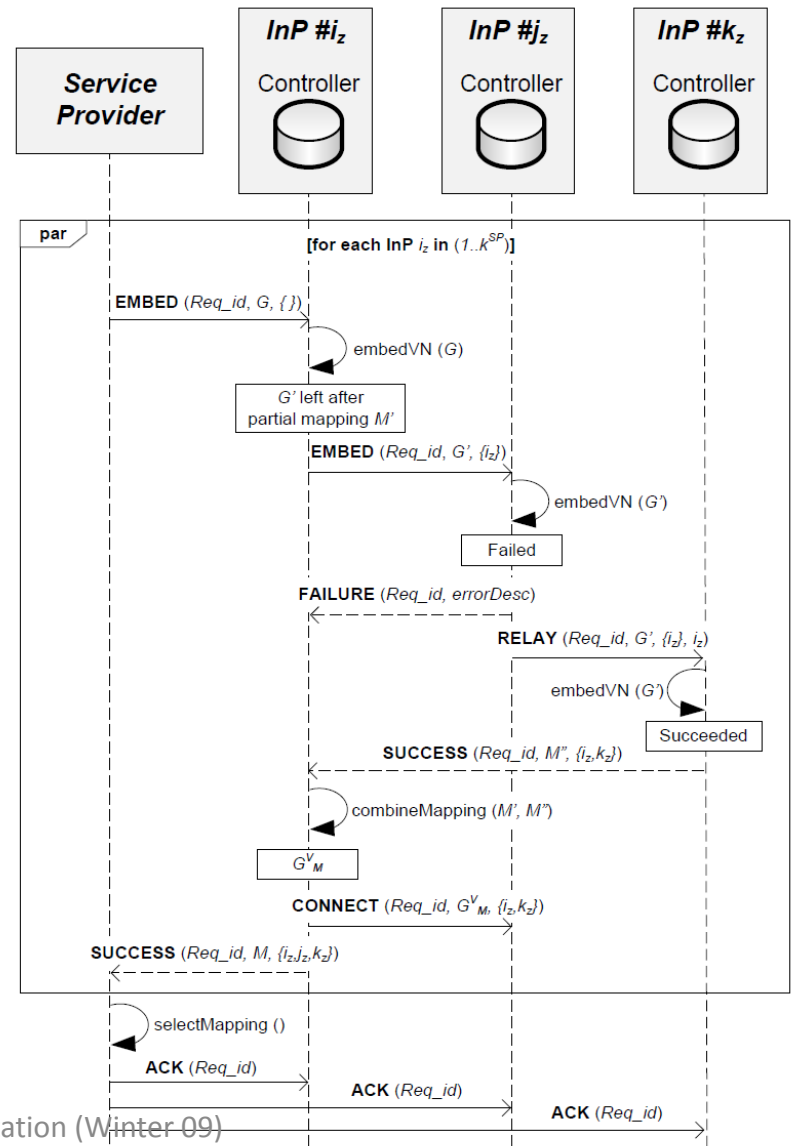 InP #iz
InP #jz
InP #kz
Service
Provider
Controller
Controller
Controller
par
[for each InP iz in (1..kSP)]
EMBED (Req_id, G, { })
embedVN (G)
G' left after
partial mapping M'
EMBED (Req_id, G', {iz})
embedVN (G')
Failed
FAILURE (Req_id, errorDesc)
RELAY (Req_id, G', {iz}, iz)
embedVN (G')
Succeeded
SUCCESS (Req_id, M”, {iz,kz})
combineMapping (M', M”)
GVM
CONNECT (Req_id, GVM, {iz,kz})
SUCCESS (Req_id, M, {iz,jz,kz})
selectMapping ()
ACK (Req_id)
ACK (Req_id)
ACK (Req_id)
ation (Winter 09)